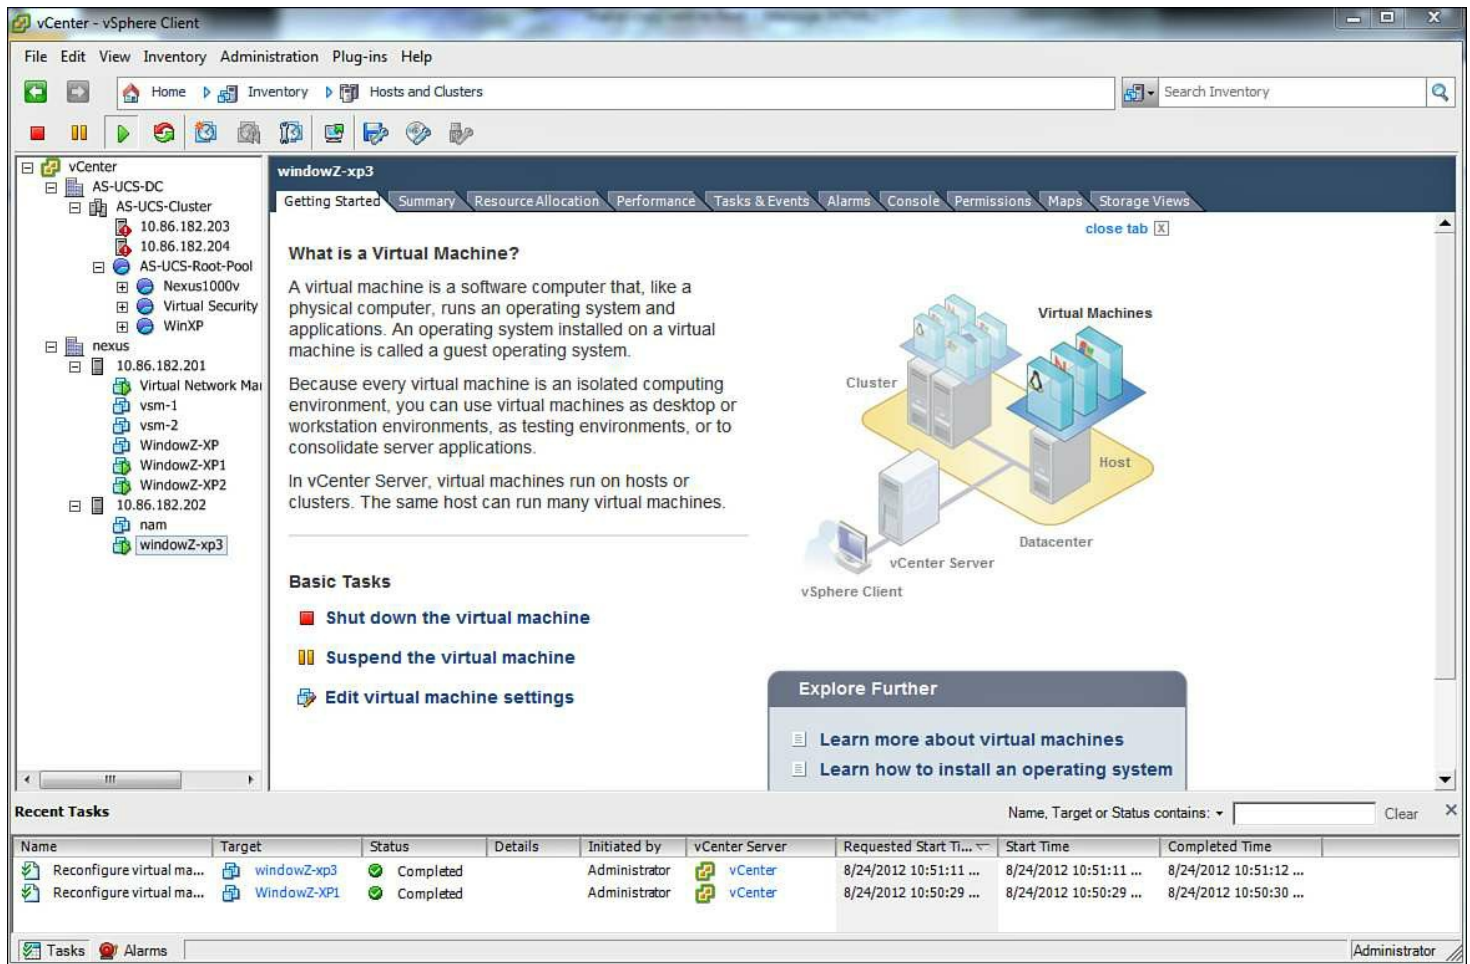 vCenter - vSphere Client
File Edit View Inventory Administration Plug-ins Help
Home Inventory Hosts and Clusters
Search Inventory
vCenter
AS-UCS-DC
AS-UCS-Cluster
10.86.182.203
10.86.182.204
AS-UCS-Root-Pool
Nexus1000v
Virtual Security
WinXP
nexus
10.86.182.201
Virtual Network Mar
vsm-1
vsm-2
WindowZ-XP
WindowZ-XP1
WindowZ-XP2
10.86.182.202
nam
windowZ-xp3
windowZ-xp3
Getting Started Summary Resource Allocation Performance Tasks & Events Alarms Console Permissions Maps Storage Views
close tab X
What is a Virtual Machine?
A virtual machine is a software computer that, like a
physical computer, runs an operating system and
applications. An operating system installed on a virtual
machine is called a guest operating system.
Because every virtual machine is an isolated computing
environment, you can use virtual machines as desktop or
workstation environments, as testing environments, or to
consolidate server applications.
In vCenter Server, virtual machines run on hosts or
clusters. The same host can run many virtual machines.
Virtual Machines
Cluster
Host
Datacenter
vCenter Server
vSphere Client
Basic Tasks
Shut down the virtual machine
Suspend the virtual machine
Edit virtual machine settings
Explore Further
Learn more about virtual machines
Learn how to install an operating system
Recent Tasks
Name, Target or Status contains: Clear
Name Target Status Details Initiated by vCenter Server Requested Start Ti... Start Time Completed Time
Reconfigure virtual ma... windowZ-xp3 Completed Administrator vCenter 8/24/2012 10:51:11 ... 8/24/2012 10:51:11 ... 8/24/2012 10:51:12 ...
Reconfigure virtual ma... WindowZ-XP1 Completed Administrator vCenter 8/24/2012 10:50:29 ... 8/24/2012 10:50:29 ... 8/24/2012 10:50:30 ...
Tasks Alarms Administrator